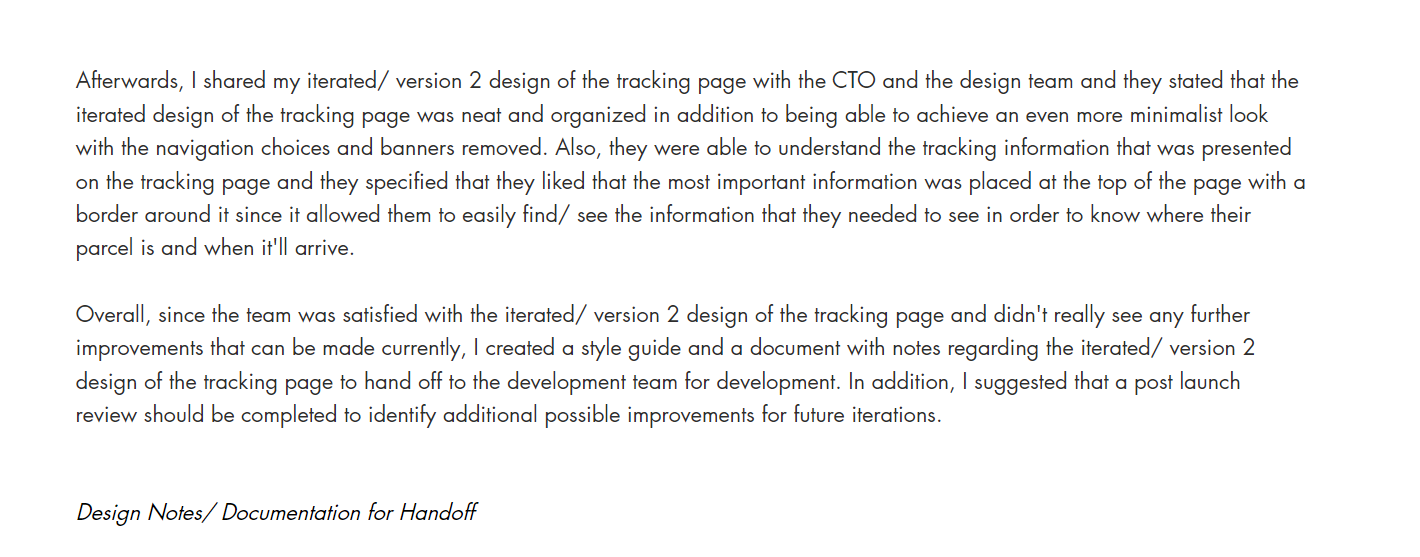 Afterwards, I shared my iterated/ version 2 design of the tracking page with the CTO and the design team and they stated that the
iterated design of the tracking page was neat and organized in addition to being able to achieve an even more minimalist look
with the navigation choices and banners removed. Also, they were able to understand the tracking information that was presented
on the tracking page and they specified that they liked that the most important information was placed at the top of the page with a
border around it since it allowed them to easily find/ see the information that they needed to see in order to know where their
parcel is and when it'll arrive.
Overall, since the team was satisfied with the iterated/ version 2 design of the tracking page and didn't really see any further
improvements that can be made currently, I created a style guide and a document with notes regarding the iterated/ version 2
design of the tracking page to hand off to the development team for development. In addition, I suggested that a post launch
review should be completed to identify additional possible improvements for future iterations.
Design Notes/ Documentation for Handoff